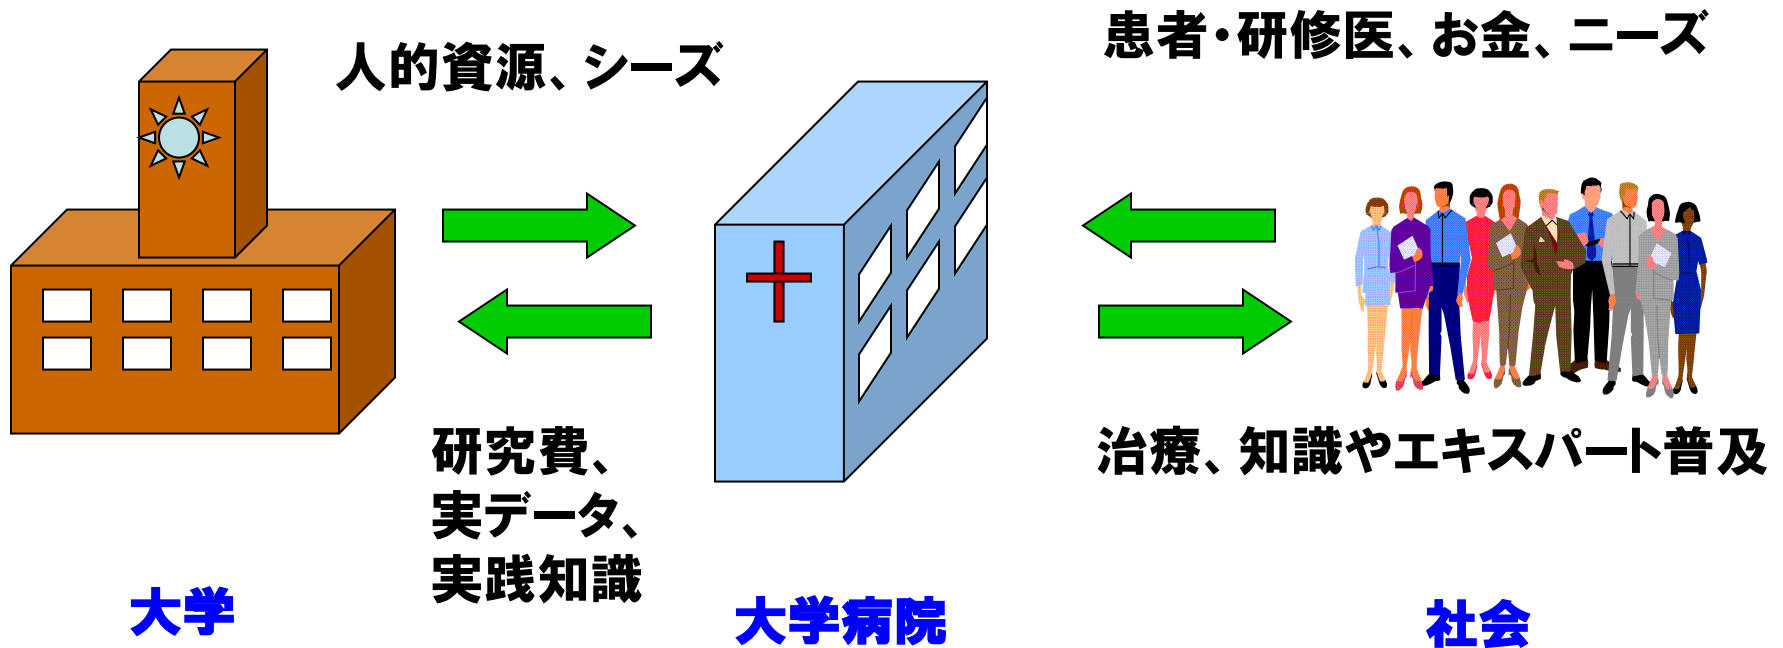 人的資源、シーズ
患者・研修医、お金、ニーズ
研究費、
実データ、
実践知識
治療、知識やエキスパート普及
大学
大学病院
社会